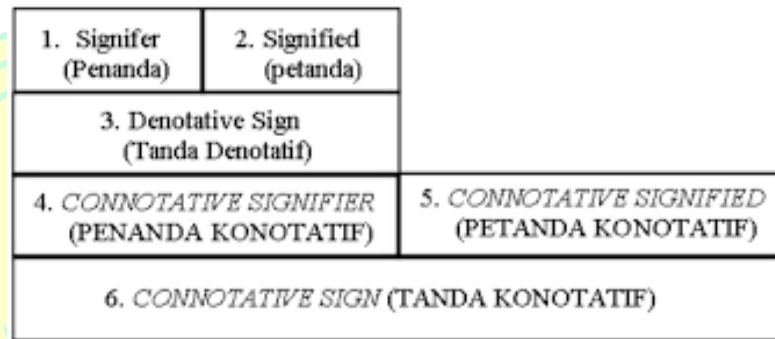 1. Signifer
(Penanda)
2. Signified
(petanda)
3. Denotative Sign
(Tanda Denotatif)
4. CONNOTATIVE SIGNIFIER
(PENANDA KONOTATIF)
5. CONNOTATIVE SIGNIFIED
(PETANDA KONOTATIF)
6. CONNOTATIVE SIGN (TANDA KONOTATIF)